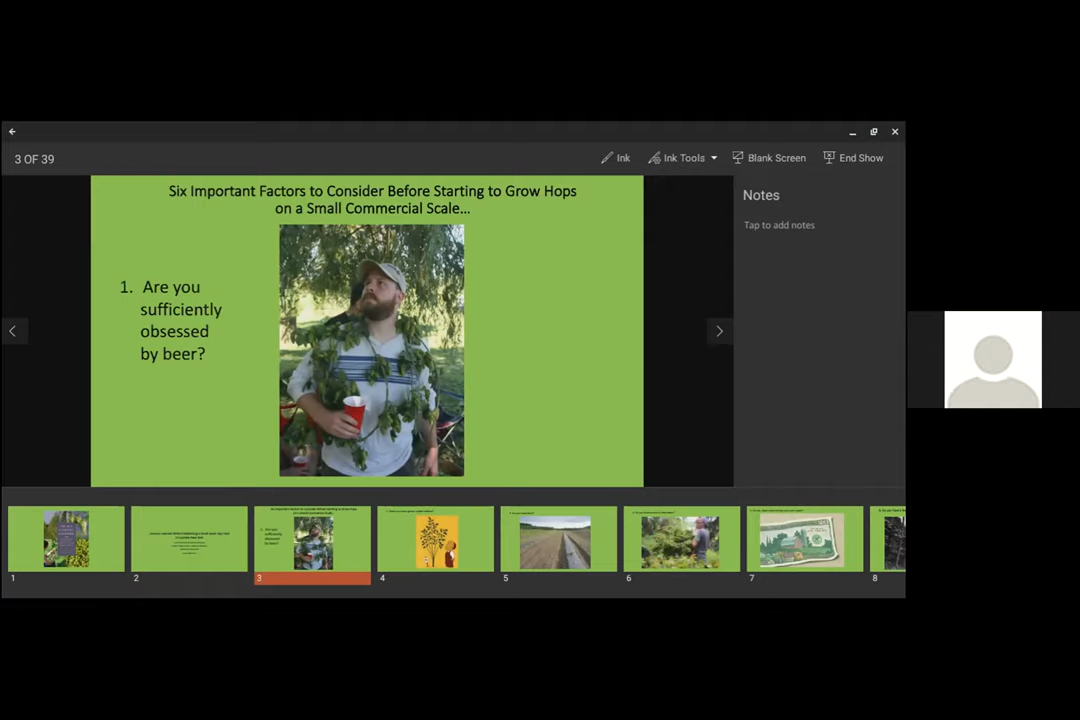 3 OF 39
Ink
Ink Tools
Blank Screen
End Show
Six Important Factors to Consider Before Starting to Grow Hops
on a Small Commercial Scale...
1. Are you
sufficiently
obsessed
by beer?
Notes
Tap to add notes
1
2
3
4
5
6
7
8